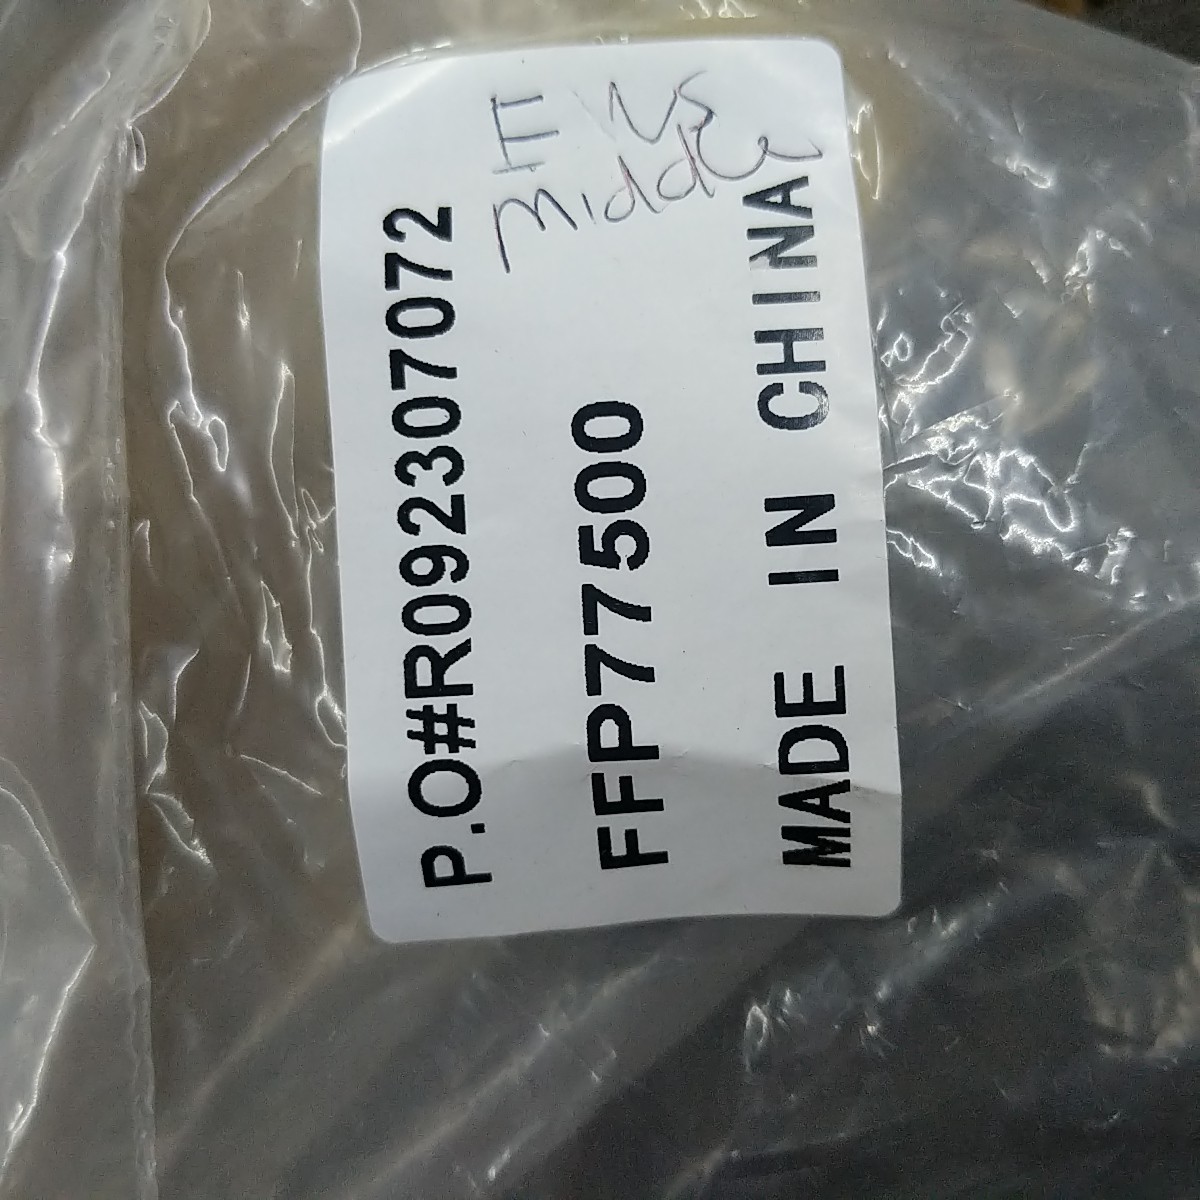 P.O#R092307072
FFP77500
MADE IN CHINA
Middle